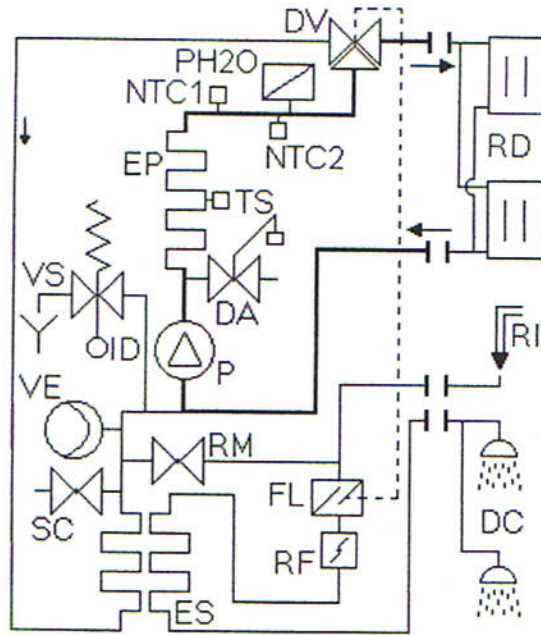 DV
PH2O
NTC1
NTC2
EP
RD
TS
VS
DA
ID
P
RI
VE
RM
FL
SC
DC
RF
ES